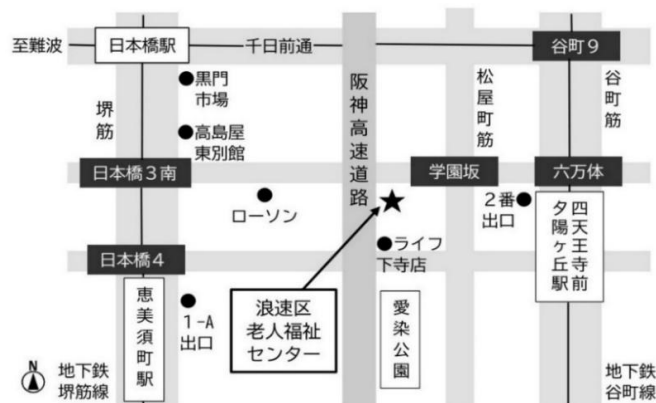 至難波
日本橋駅
千日前通
谷町9
黒門
市場
堺筋
高島屋
東別館
阪神高速道路
松屋町筋
谷町筋
日本橋3南
学園坂
六万体
ローソン
2番
出口
四天王寺前
夕陽ヶ丘駅
ライフ
下寺店
日本橋4
恵美須町駅
1-A
出口
浪速区
老人福祉
センター
愛染公園
N
地下鉄
堺筋線
地下鉄
谷町線